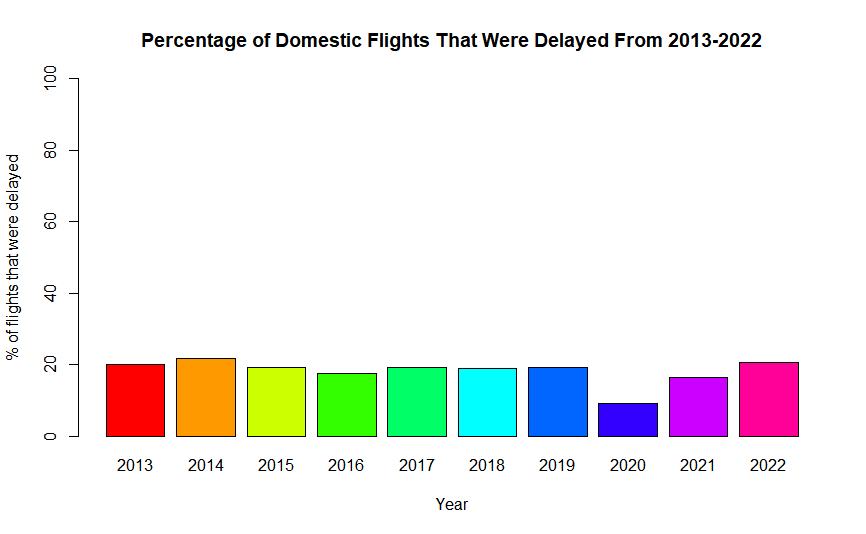 Percentage of Domestic Flights That Were Delayed From 2013-2022
% of flights that were delayed
100
80
60
40
20
0
2013 2014 2015 2016 2017 2018 2019 2020 2021 2022
Year